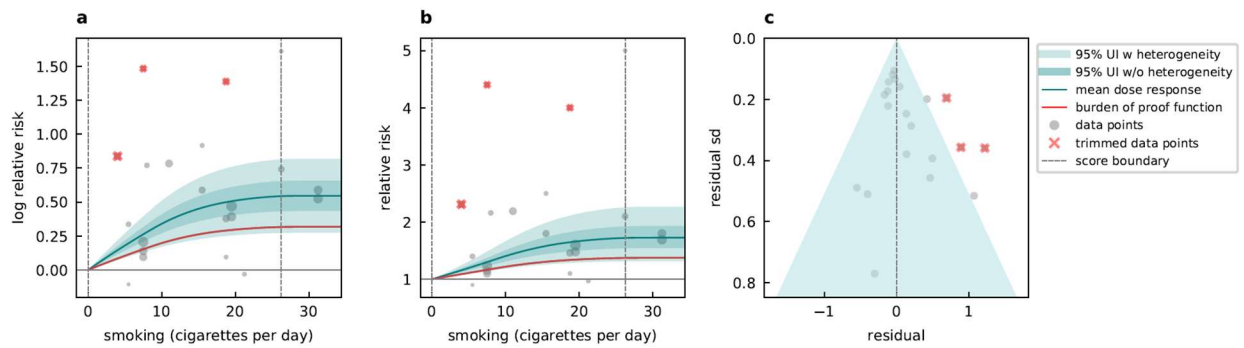 a
log relative risk
1.50
1.25
1.00
0.75
0.50
0.25
0.00
0
10
20
30
smoking (cigarettes per day)
b
relative risk
5
4
3
2
1
0
10
20
30
smoking (cigarettes per day)
c
residual sd
0.0
0.2
0.4
0.6
0.8
−1
0
1
residual
95% UI w heterogeneity
95% UI w/o heterogeneity
mean dose response
burden of proof function
data points
trimmed data points
score boundary